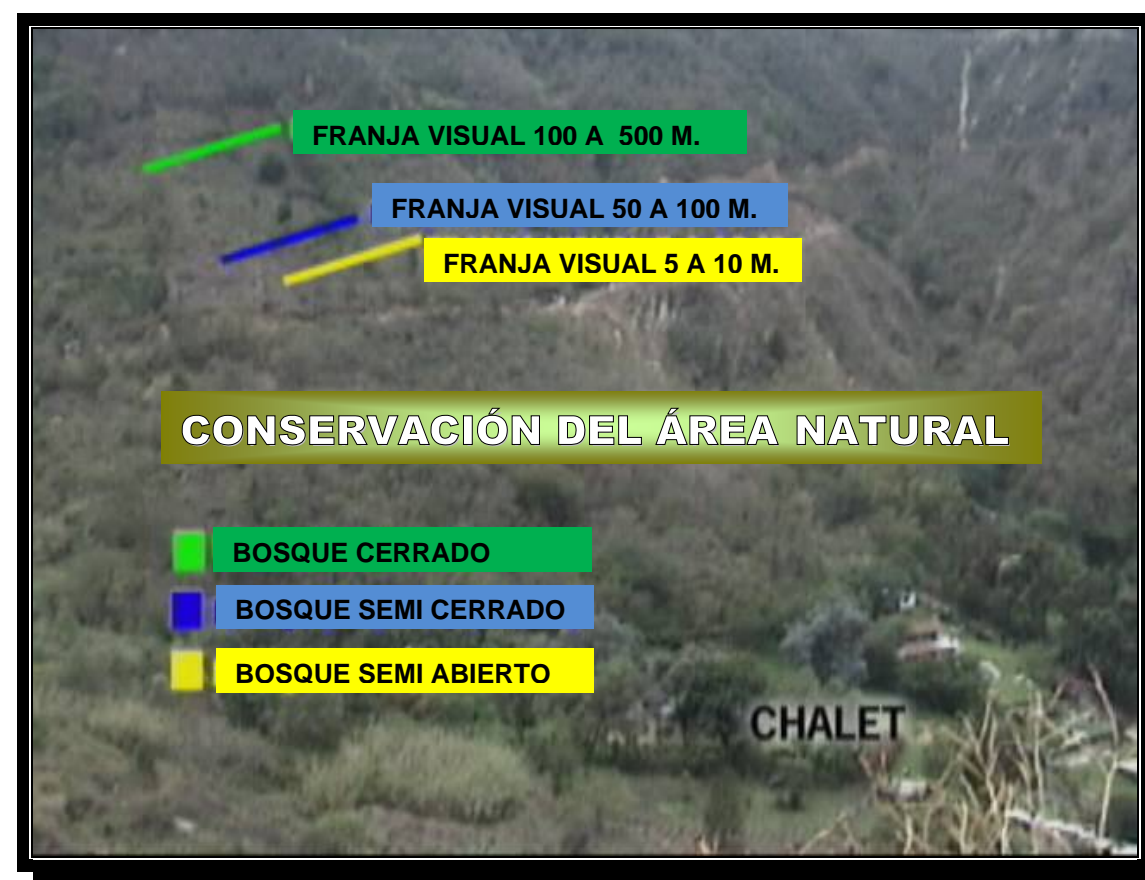 FRANJA VISUAL 100 A 500 M.
FRANJA VISUAL 50 A 100 M.
FRANJA VISUAL 5 A 10 M.
CONSERVACIÓN DEL ÁREA NATURAL
BOSQUE CERRADO
BOSQUE SEMI CERRADO
BOSQUE SEMI ABIERTO
CHALET